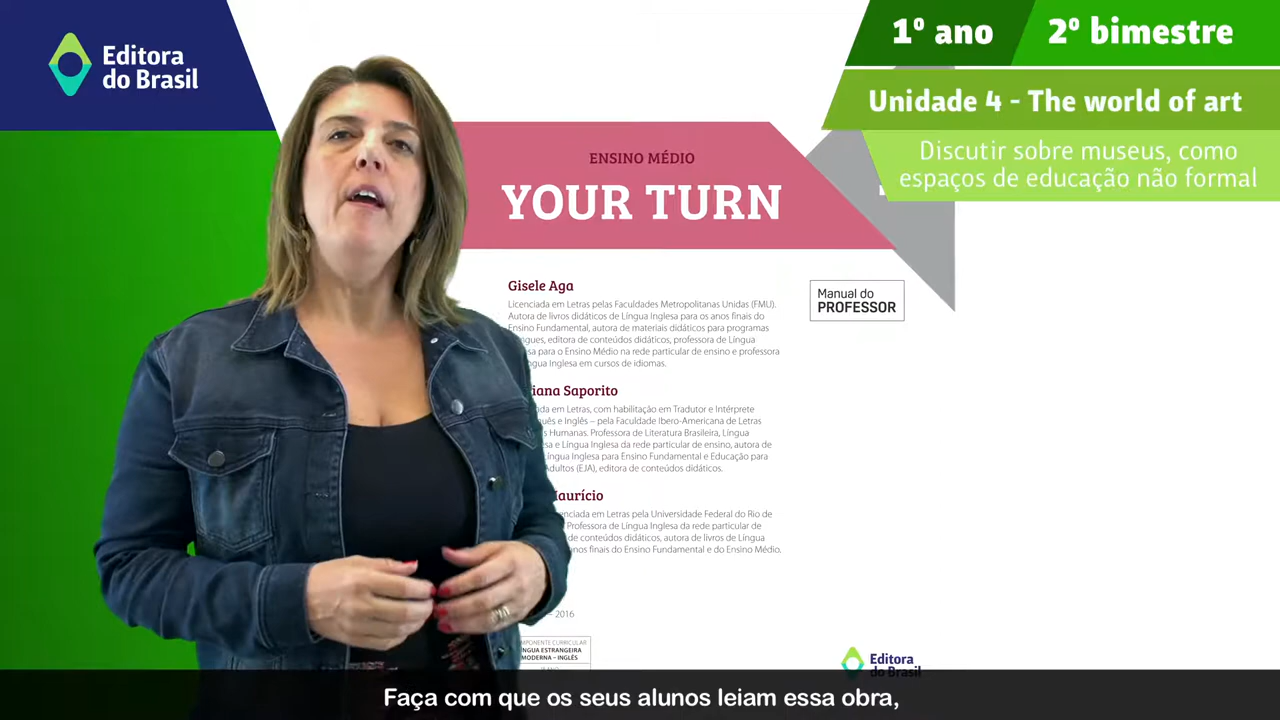 Editora
do Brasil
1º ano
2º bimestre
Unidade 4 - The world of art
Discutir sobre museus, como
espaços de educação não formal
ENSINO MÉDIO
YOUR TURN
Gisele Aga
Licenciada em Letras pelas Faculdades Metropolitanas Unidas (FMU).
Autora de livros didáticos de Língua Inglesa para os anos finais do
Ensino Fundamental, autora de materiais didáticos para programas
editora de conteúdos didáticos, professora de Língua
para o Ensino Médio na rede particular de ensino e professora
Inglesa em cursos de idiomas.
Manual do
PROFESSOR
Saporito
em Letras, com habilitação em Tradutor e Intérprete
e Inglês – pela Faculdade Ibero-Americana de Letras
Humanas. Professora de Literatura Brasileira, Língua
e Língua Inglesa da rede particular de ensino, autora de
Língua Inglesa para Ensino Fundamental e Educação para
Adultos (EJA), editora de conteúdos didáticos.
Maurício
em Letras pela Universidade Federal do Rio de
Professora de Língua Inglesa da rede particular de
de conteúdos didáticos, autora de livros de Língua
anos finais do Ensino Fundamental e do Ensino Médio.
– 2016
COMPONENTE CURRICULAR
LÍNGUA ESTRANGEIRA
MODERNA – INGLÊS
Editora
do Brasil
Faça com que os seus alunos leiam essa obra,